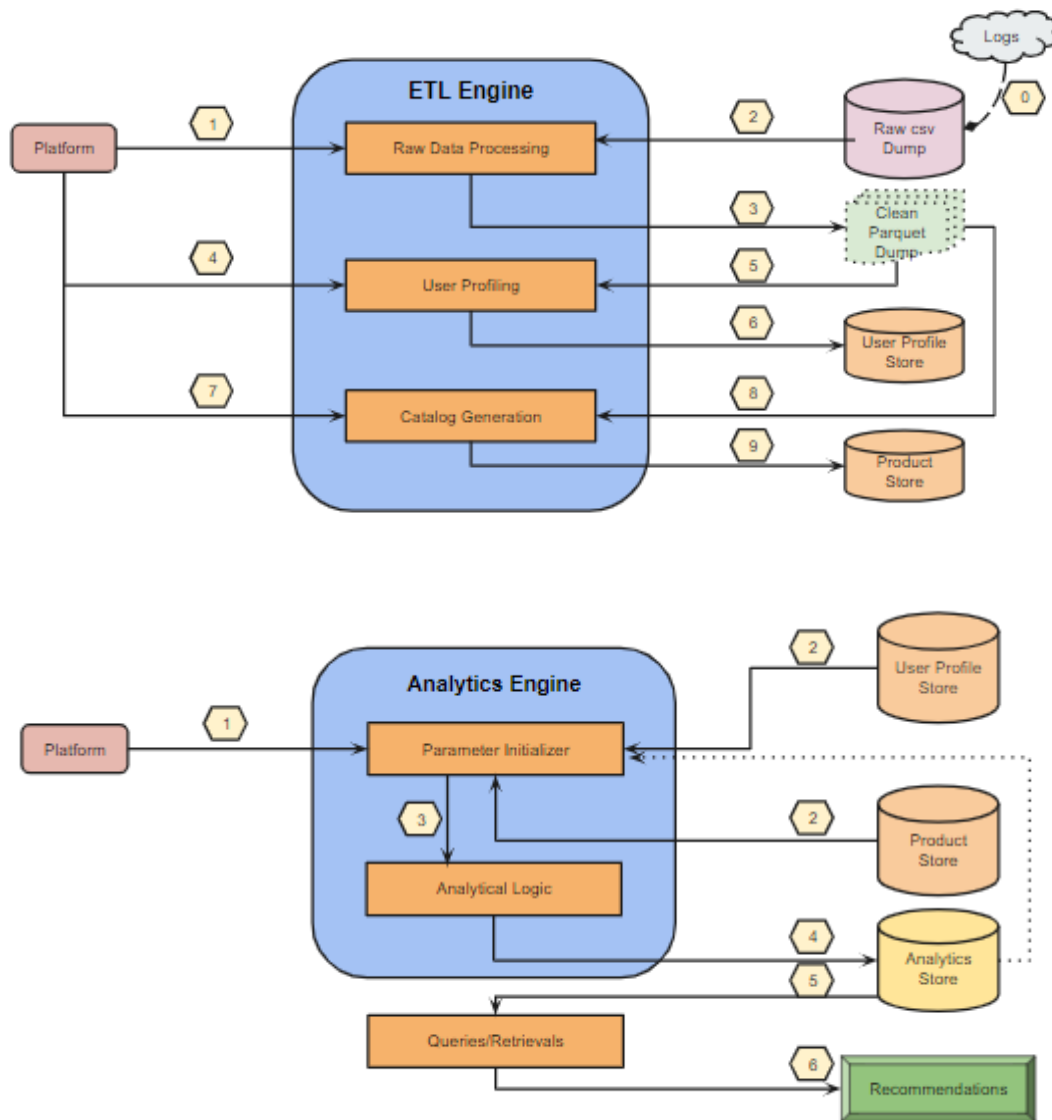 Logs
0
ETL Engine
1
2
Platform
Raw Data Processing
Raw csv
Dump
3
Clean
Parquet
Dump
4
5
User Profiling
6
User Profile
Store
7
8
Catalog Generation
9
Product
Store
2
User Profile
Store
Analytics Engine
1
Platform
Parameter Initializer
3
2
Product
Store
Analytical Logic
4
Analytics
Store
5
Queries/Retrievals
6
Recommendations